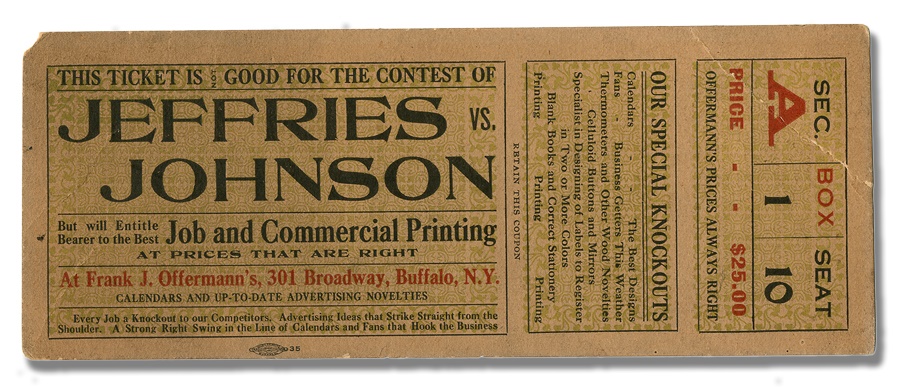 THIS TICKET IS NOT GOOD FOR THE CONTEST OF
JEFFRIES VS.
JOHNSON
But will Entitle
Bearer to the Best Job and Commercial Printing
AT PRICES THAT ARE RIGHT
At Frank J. Offermann's, 301 Broadway, Buffalo, N.Y.
CALENDARS AND UP-TO-DATE ADVERTISING NOVELTIES
Every Job a Knockout to our Competitors. Advertising Ideas that Strike Straight from the
Shoulder. A Strong Right Swing in the Line of Calendars and Fans that Hook the Business
35
RETAIN THIS COUPON
OUR SPECIAL KNOCKOUTS
Calendars - - The Best Designs
Fans - Business Getters This Weather
Thermometers and Other Wood Novelties
Celluloid Buttons and Mirrors
Specialist in Designing of Labels to Register
in Two or More Colors
Blank Books and Correct Stationery
Printing Printing Printing
SEC. BOX SEAT
A 1 10
PRICE - - $25.00
OFFERMANN'S PRICES ALWAYS RIGHT